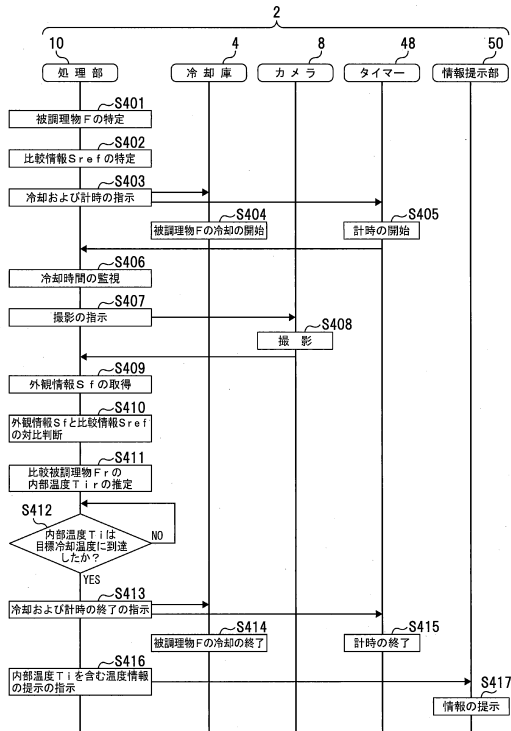 2
10
4
8
48
50
処理部
冷却庫
カメラ
タイマー
情報提示部
S401
被調理物Fの特定
S402
比較情報Srefの特定
S403
冷却および計時の指示
S404
被調理物Fの冷却の開始
S405
計時の開始
S406
冷却時間の監視
S407
撮影の指示
S408
撮影
S409
外観情報Sfの取得
S410
外観情報Sfと比較情報Sref
の対比判断
S411
比較被調理物Frの
内部温度Tirの推定
S412
内部温度Tiは
目標冷却温度に到達
したか?
NO
YES
S413
冷却および計時の終了の指示
S414
被調理物Fの冷却の終了
S415
計時の終了
S416
内部温度Tiを含む温度情報
の提示の指示
S417
情報の提示